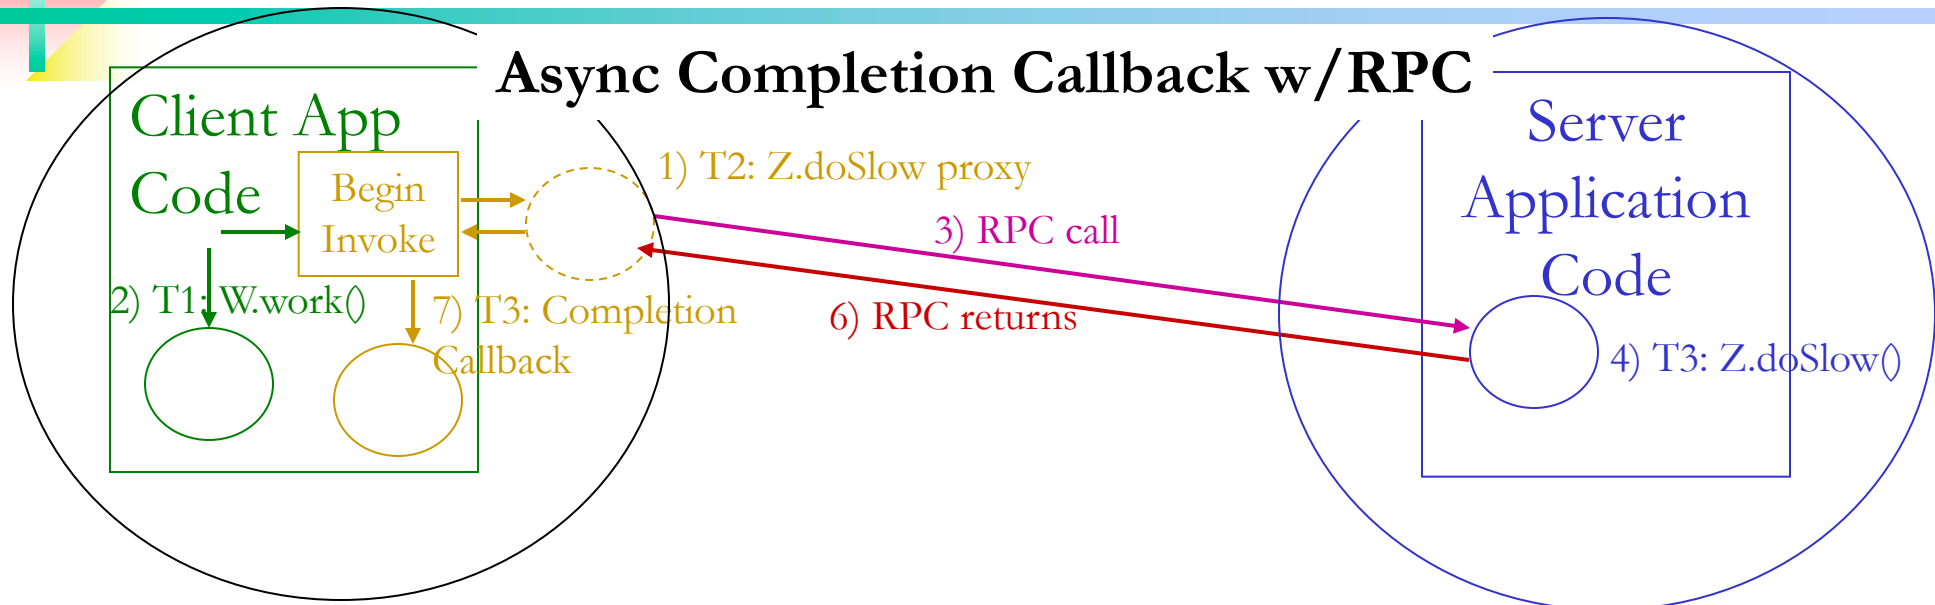 Async Completion Callback w/RPC
Client App
Code
Begin
Invoke
1) T2: Z.doSlow proxy
3) RPC call
2) T1: W.work()
7) T3: Completion
Callback
6) RPC returns
Server
Application
Code
4) T3: Z.doSlow()